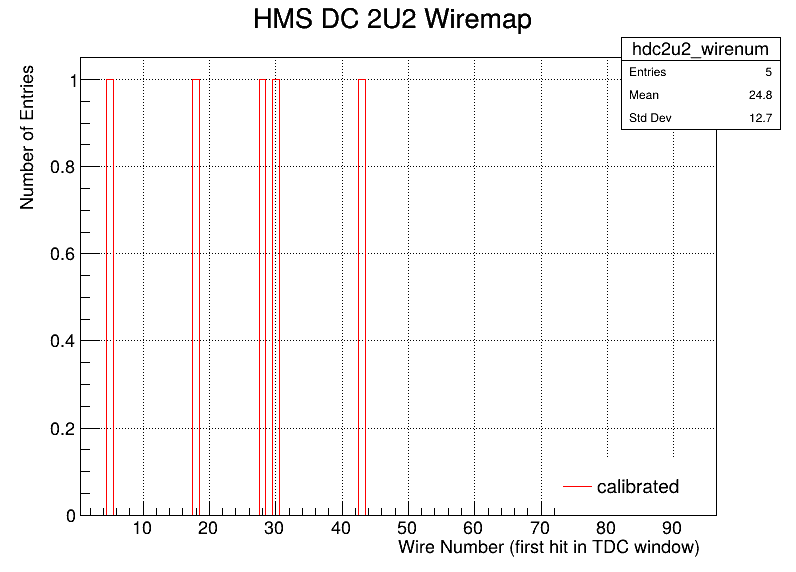 HMS DC 2U2 Wiremap
hdc2u2_wirenum
Entries 5
Mean 24.8
Std Dev 12.7
Number of Entries
1
0.8
0.6
0.4
0.2
0
calibrated
10 20 30 40 50 60 70 80 90
Wire Number (first hit in TDC window)